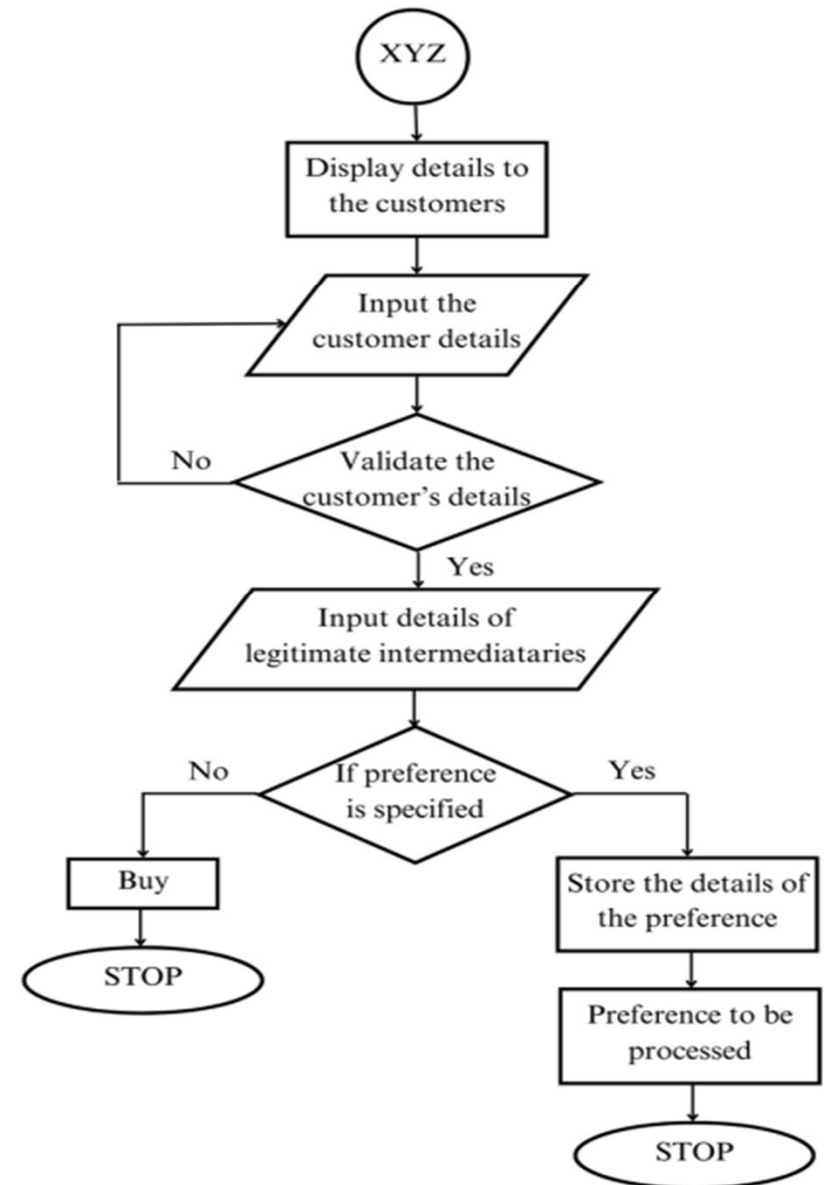 XYZ
Display details to
the customers
Input the
customer details
No
Validate the
customer's details
Yes
Input details of
legitimate intermediataries
No
If preference
is specified
Yes
Buy
Store the details of
the preference
STOP
Preference to be
processed
STOP